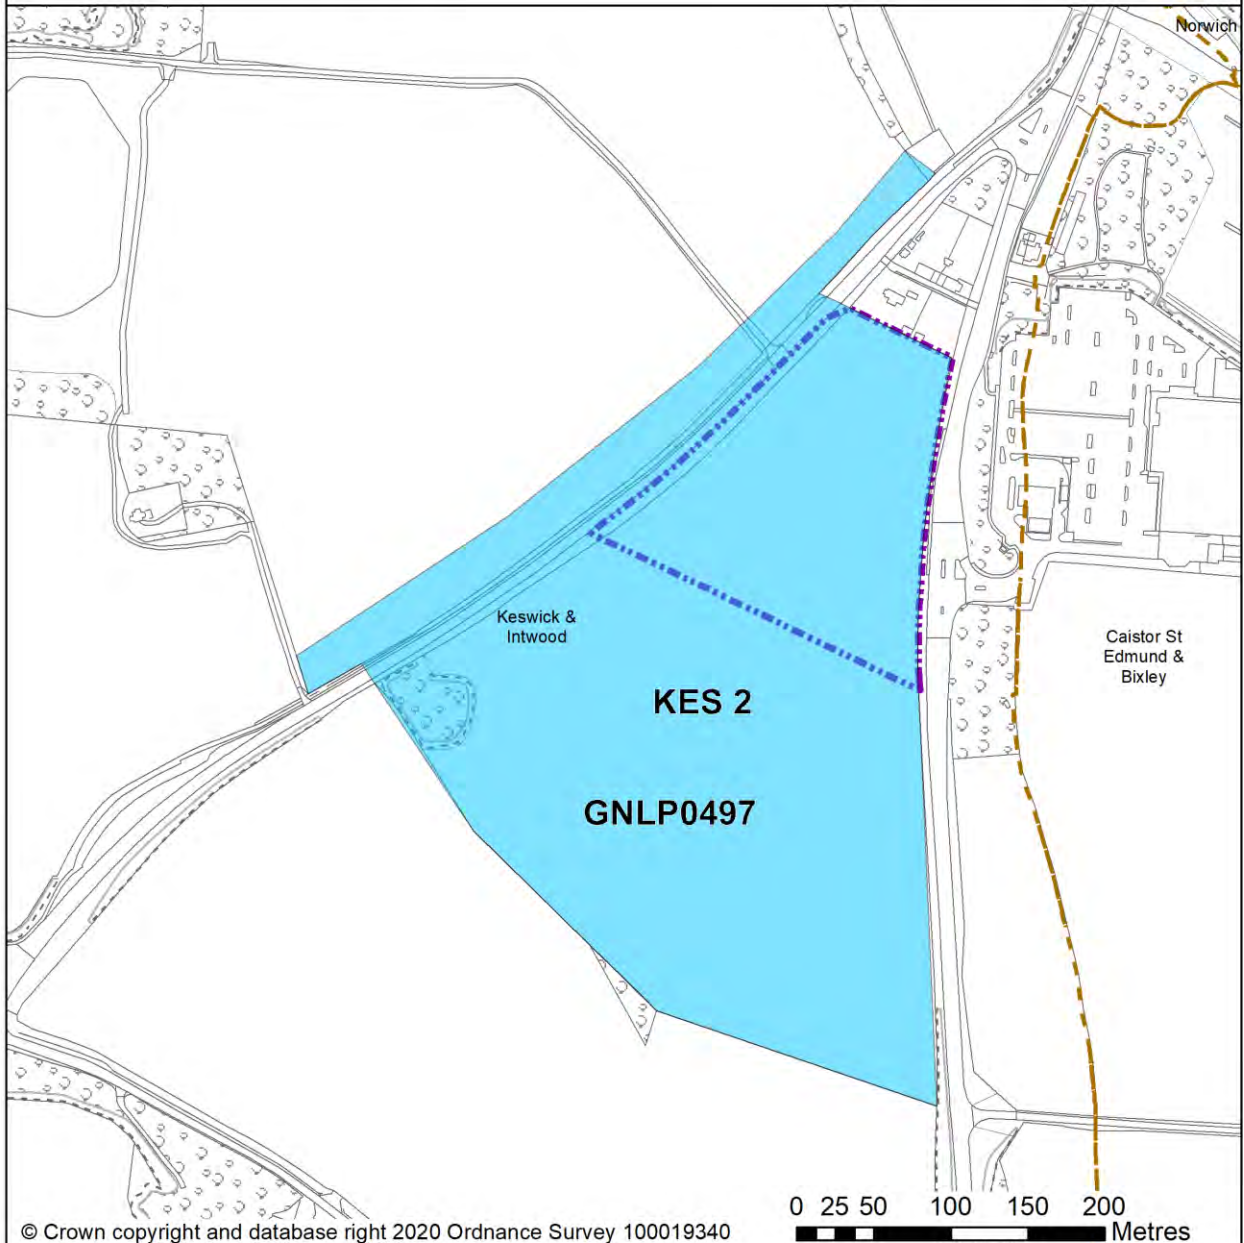 Norwich
Keswick &
Intwood
Caistor St
Edmund &
Bixley
KES 2
GNLP0497
0 25 50 100 150 200
Metres
© Crown copyright and database right 2020 Ordnance Survey 100019340